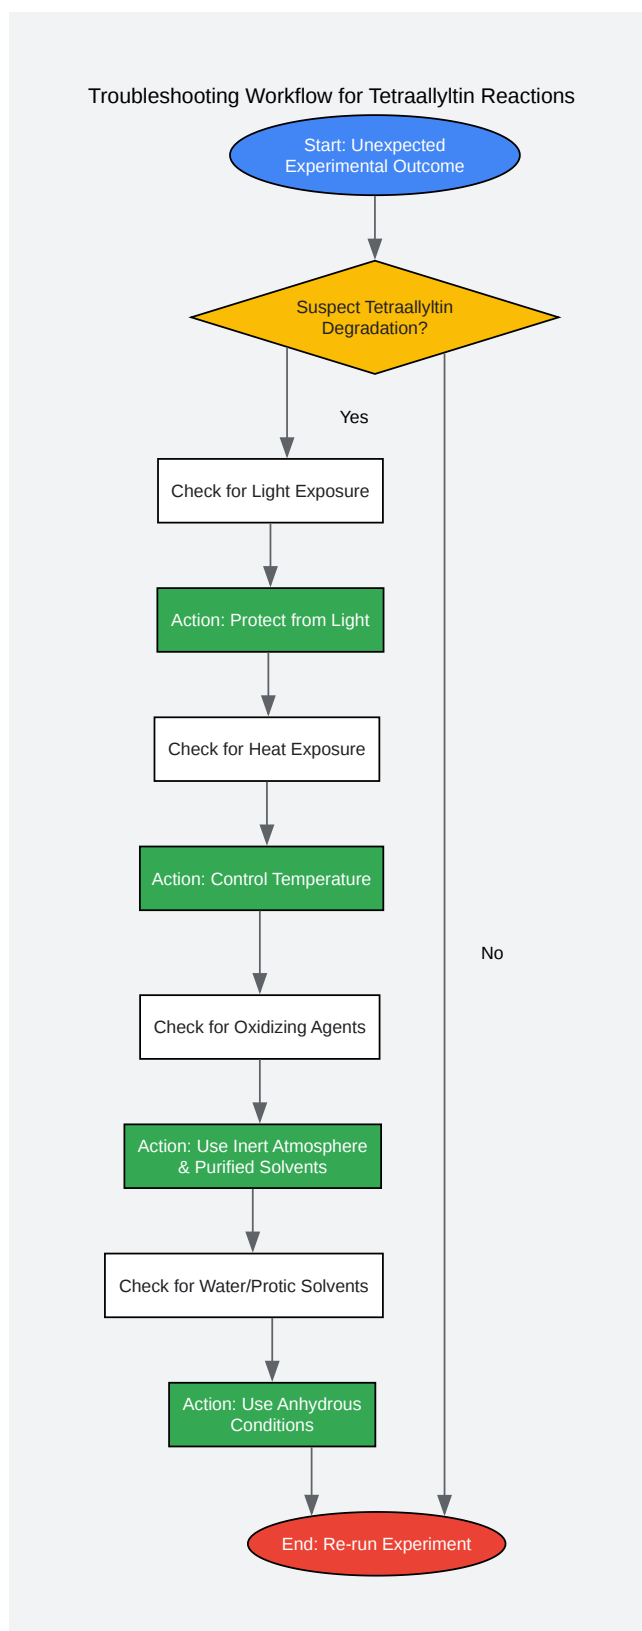 Troubleshooting Workflow for Tetraallyltin Reactions
Start: Unexpected
Experimental Outcome
Suspect Tetraallyltin
Degradation?
Yes
Check for Light Exposure
Action: Protect from Light
Check for Heat Exposure
Action: Control Temperature
No
Check for Oxidizing Agents
Action: Use Inert Atmosphere
& Purified Solvents
Check for Water/Protic Solvents
Action: Use Anhydrous
Conditions
End: Re-run Experiment